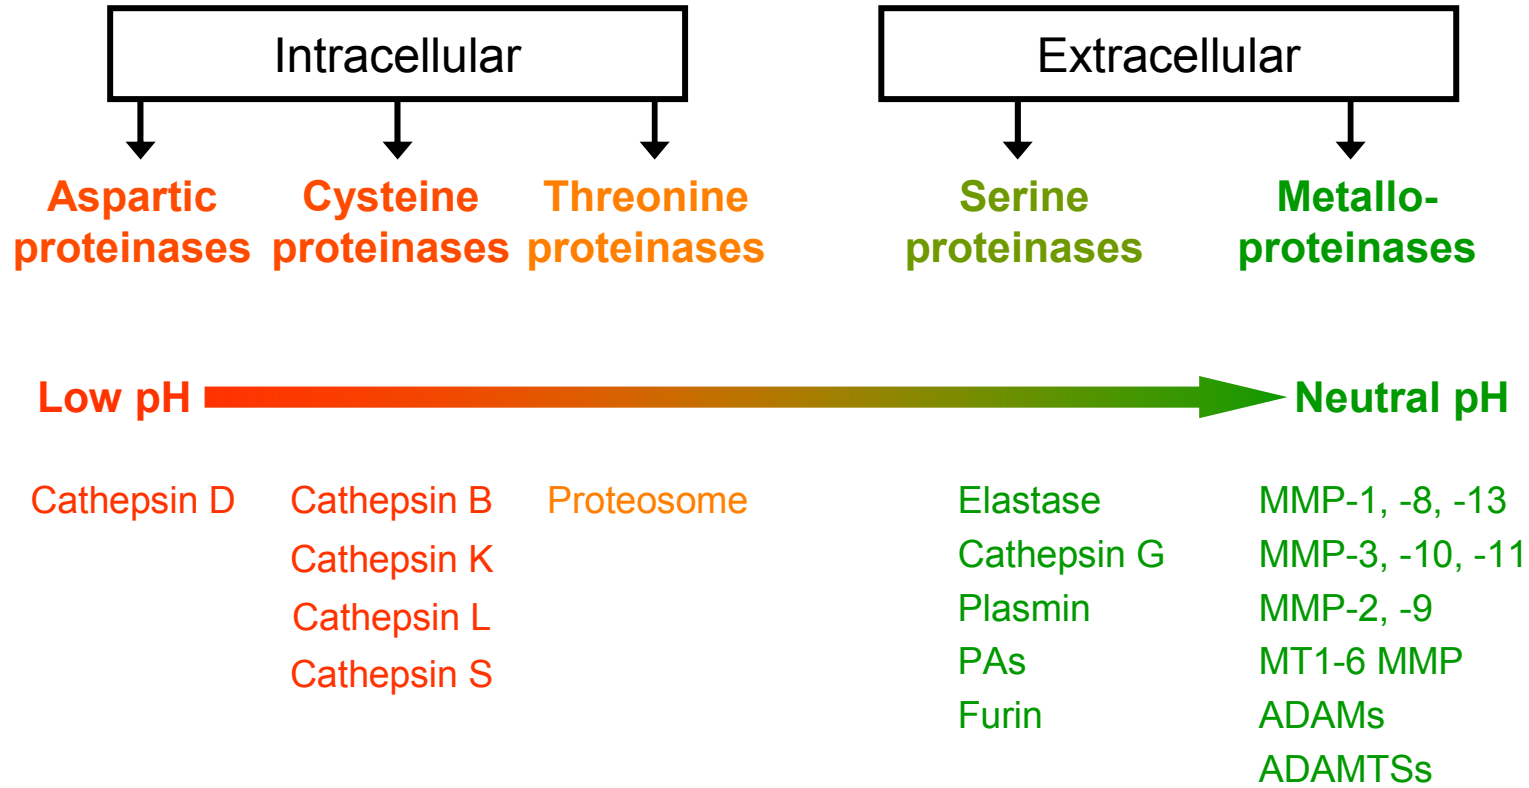 Intracellular
Extracellular
Aspartic
proteinases
Cysteine
proteinases
Threonine
proteinases
Serine
proteinases
Metallo-
proteinases
Low pH
Neutral pH
Cathepsin D
Cathepsin B
Cathepsin K
Cathepsin L
Cathepsin S
Proteosome
Elastase
Cathepsin G
Plasmin
PAs
Furin
MMP-1, -8, -13
MMP-3, -10, -11
MMP-2, -9
MT1-6 MMP
ADAMs
ADAMTSs